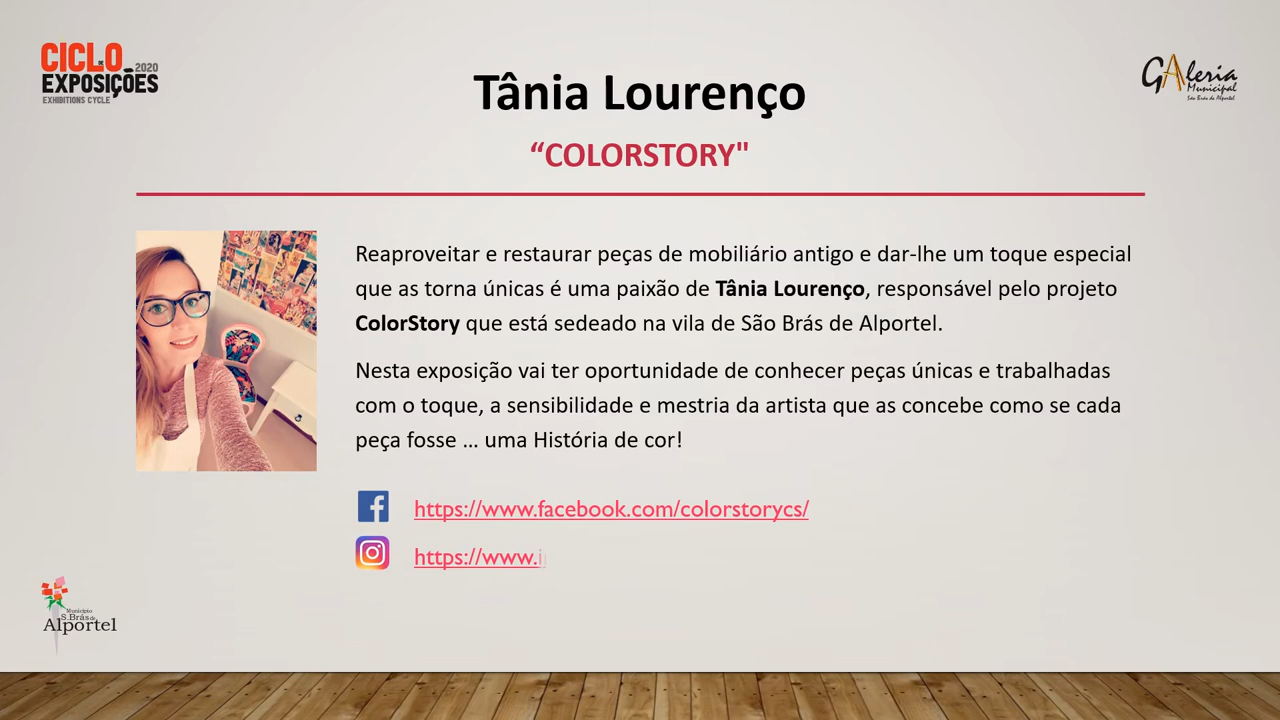 CICLO
DE
2020
EXPOSIÇÕES
EXHIBITIONS CYCLE
GAleria
Municipal
São Brás de Alportel
Tânia Lourenço
“COLORSTORY"
Reaproveitar e restaurar peças de mobiliário antigo e dar-lhe um toque especial
que as torna únicas é uma paixão de Tânia Lourenço, responsável pelo projeto
ColorStory que está sedeado na vila de São Brás de Alportel.
Nesta exposição vai ter oportunidade de conhecer peças únicas e trabalhadas
com o toque, a sensibilidade e mestria da artista que as concebe como se cada
peça fosse ... uma História de cor!
https://www.facebook.com/colorstorycs/
https://www.i
Município
S.Brás de
Alportel